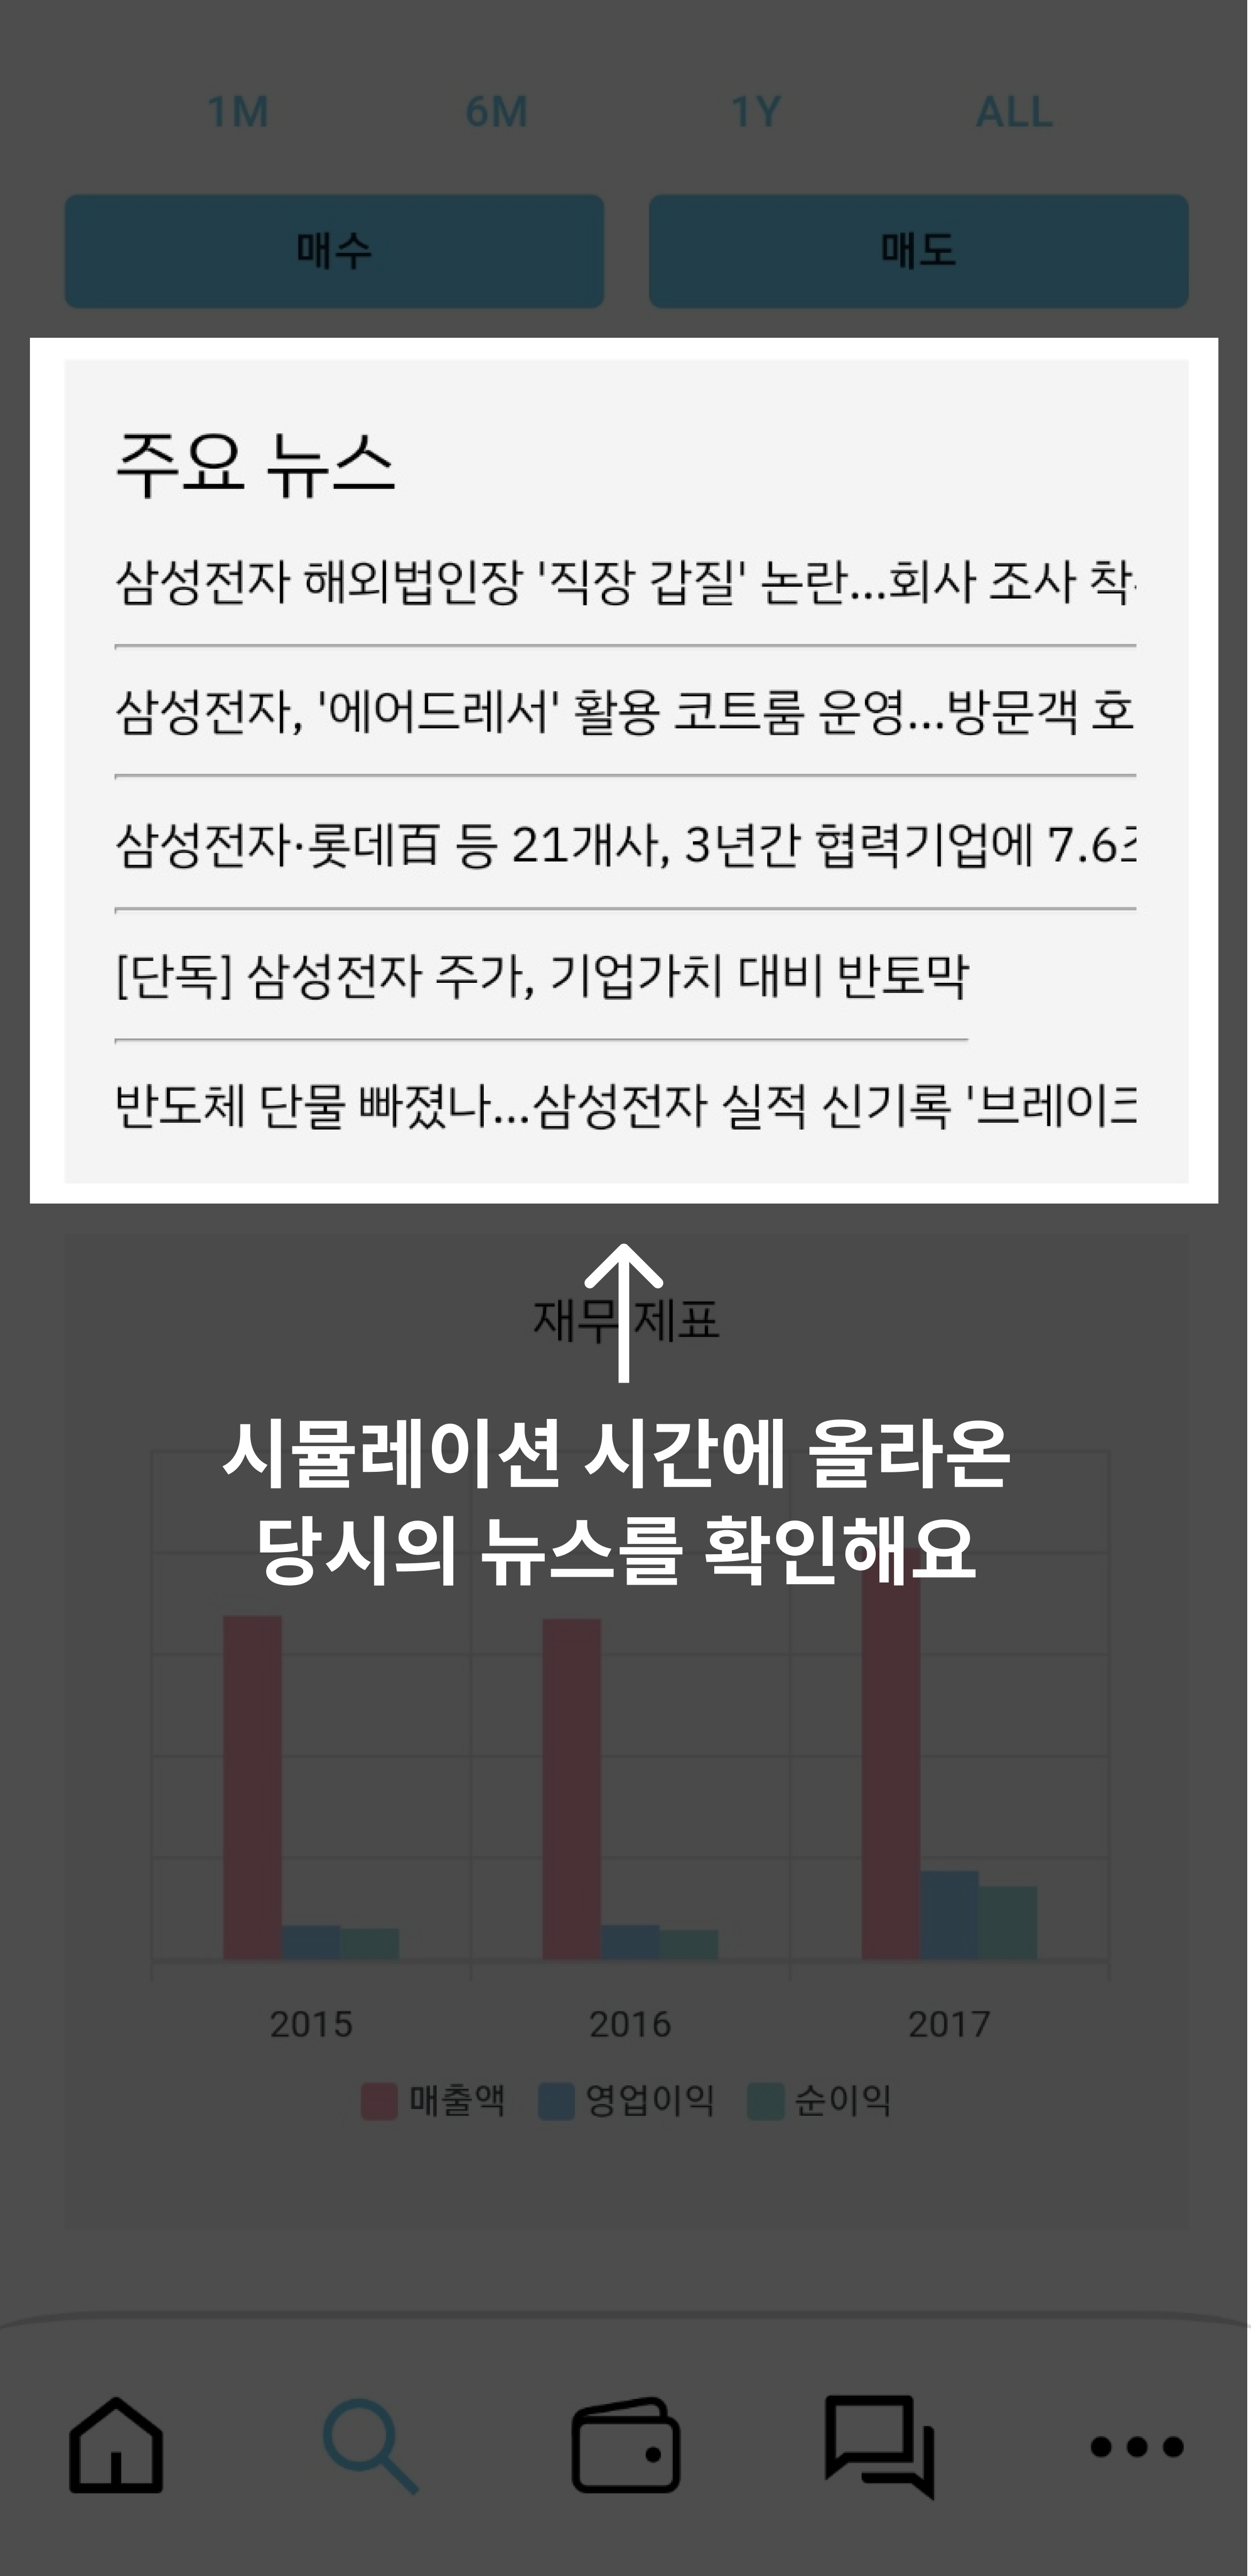 1M 6M 1Y ALL
매수 매도
주요 뉴스
삼성전자 해외법인장 '직장 갑질' 논란...회사 조사 착
삼성전자, '에어드레서' 활용 코트룸 운영...방문객 호
삼성전자·롯데百 등 21개사, 3년간 협력기업에 7.6
[단독] 삼성전자 주가, 기업가치 대비 반토막
반도체 단물 빠졌나...삼성전자 실적 신기록 '브레이크
재무제표
시뮬레이션 시간에 올라온
당시의 뉴스를 확인해요
2015 2016 2017
매출액 영업이익 순이익